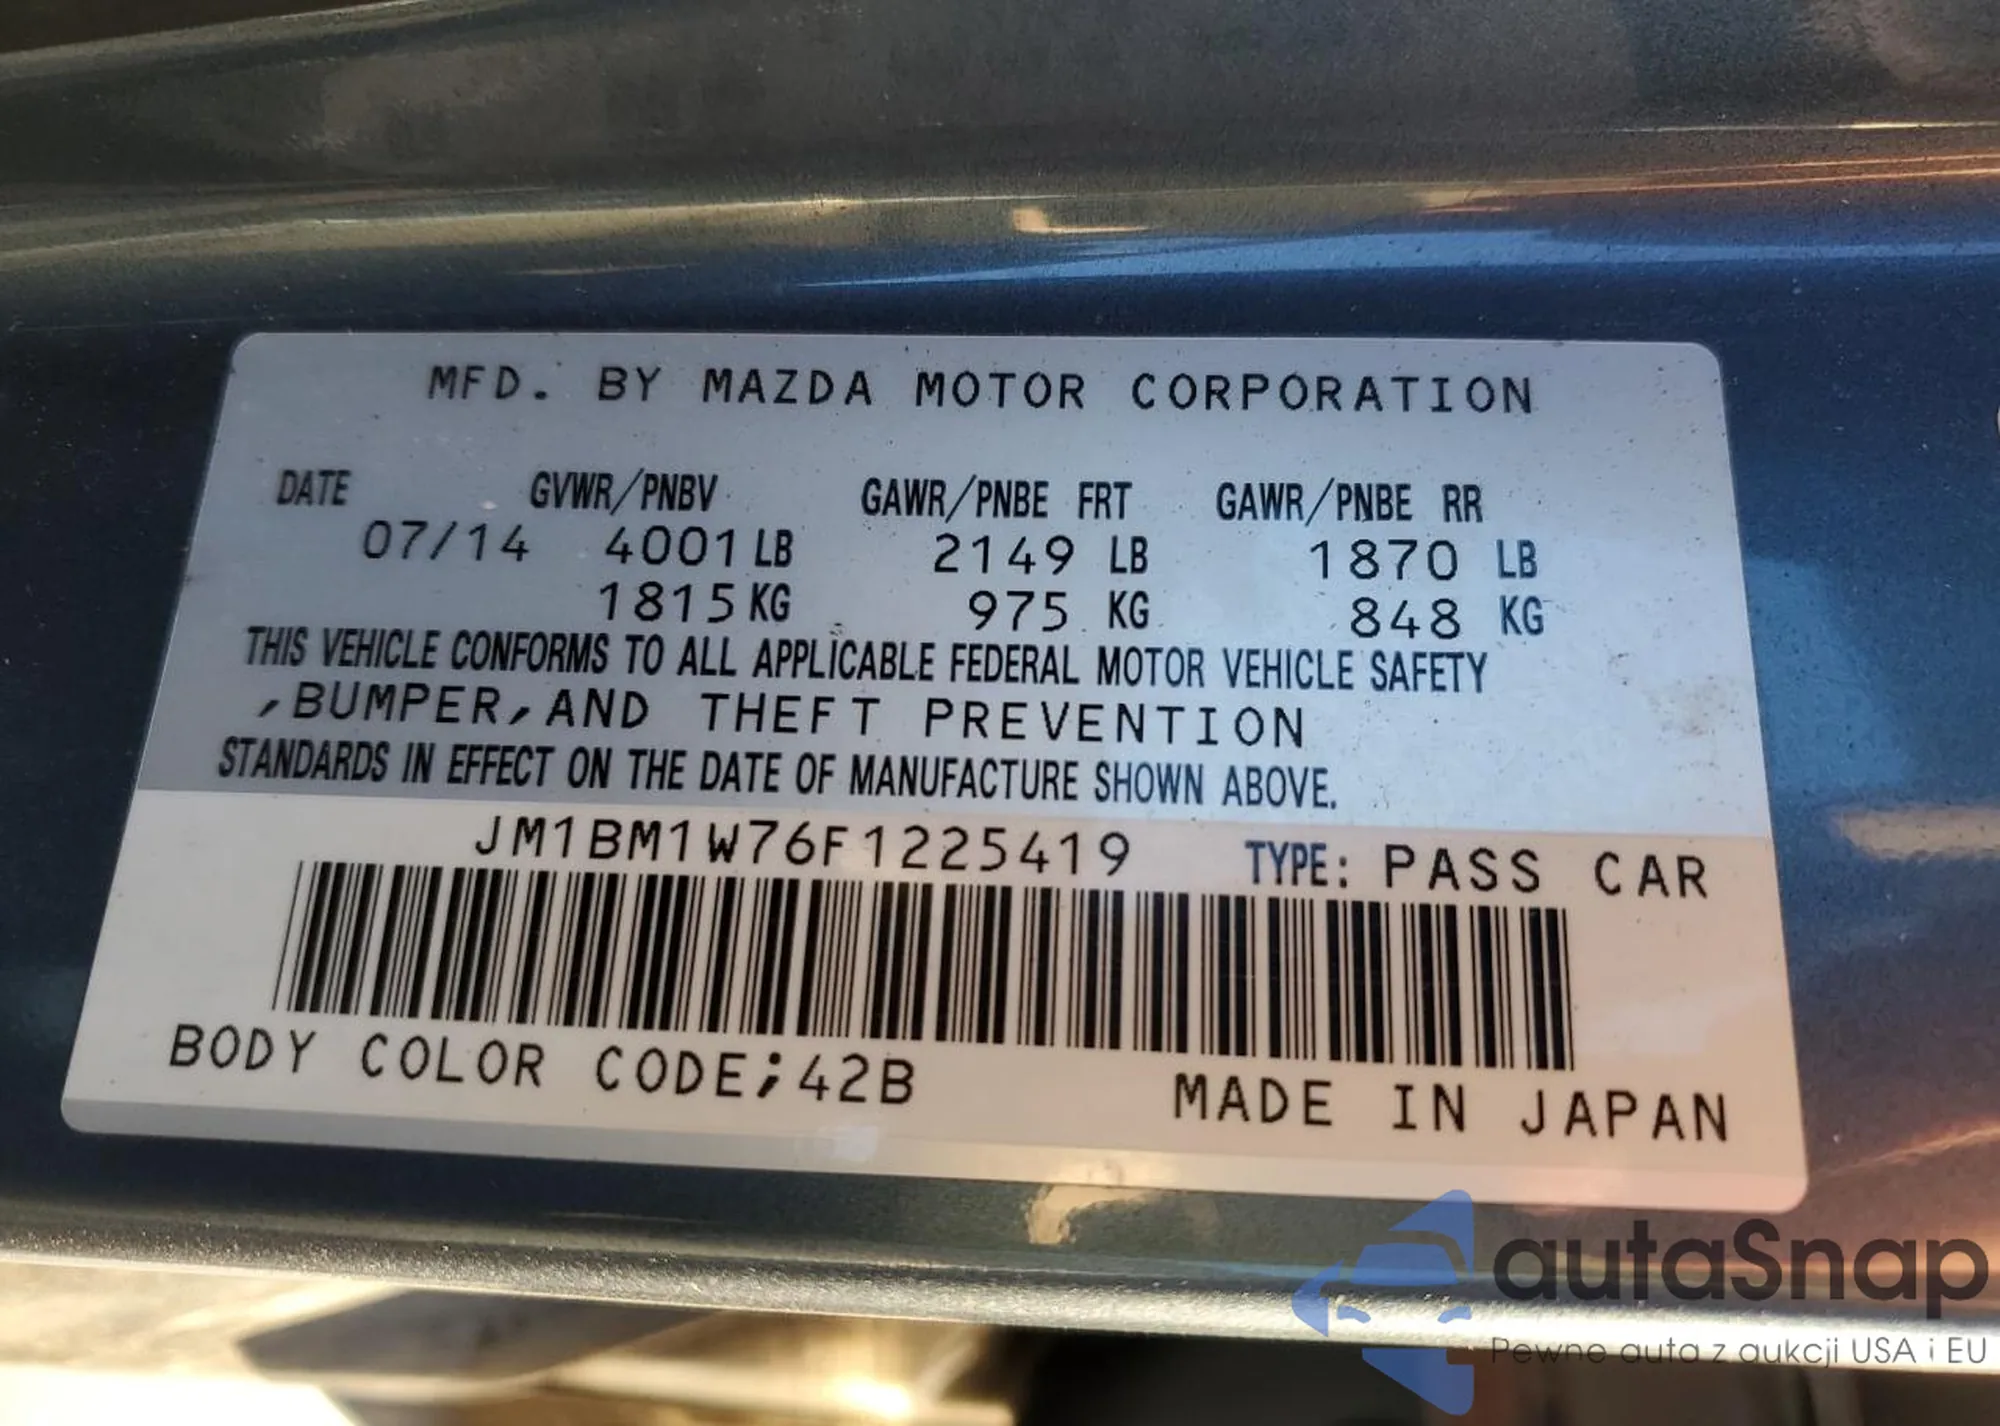 MFD. BY MAZDA MOTOR CORPORATION
DATE GVWR/PNBV GAWR/PNBE FRT GAWR/PNBE RR
07/14 4001 LB 2149 LB 1870 LB
1815 KG 975 KG 848 KG
THIS VEHICLE CONFORMS TO ALL APPLICABLE FEDERAL MOTOR VEHICLE SAFETY
,BUMPER,AND THEFT PREVENTION
STANDARDS IN EFFECT ON THE DATE OF MANUFACTURE SHOWN ABOVE.
JM1BM1W76F1225419 TYPE: PASS CAR
BODY COLOR CODE;42B
MADE IN JAPAN
autaSnap
Pewne auta z aukcji USA i EU